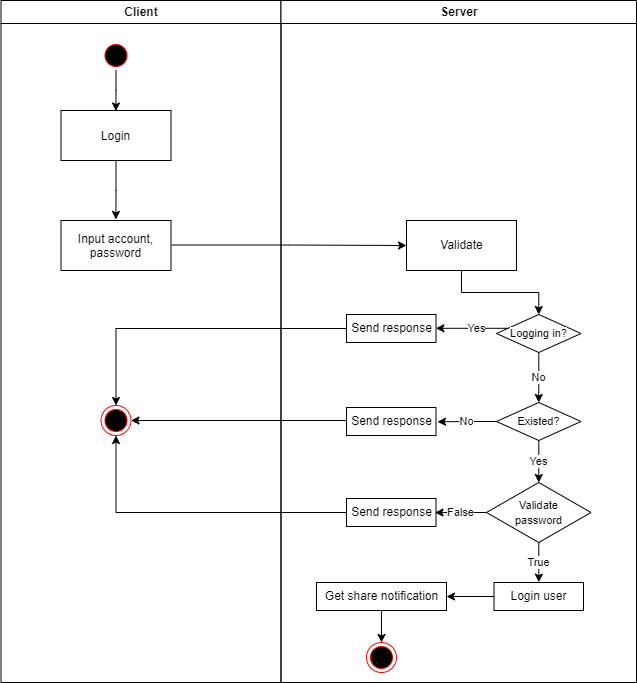 Client
Server
Login
Input account,
password
Validate
Send response
Yes
Logging in?
No
Send response
No
Existed?
Yes
Send response
False
Validate
password
True
Get share notification
Login user